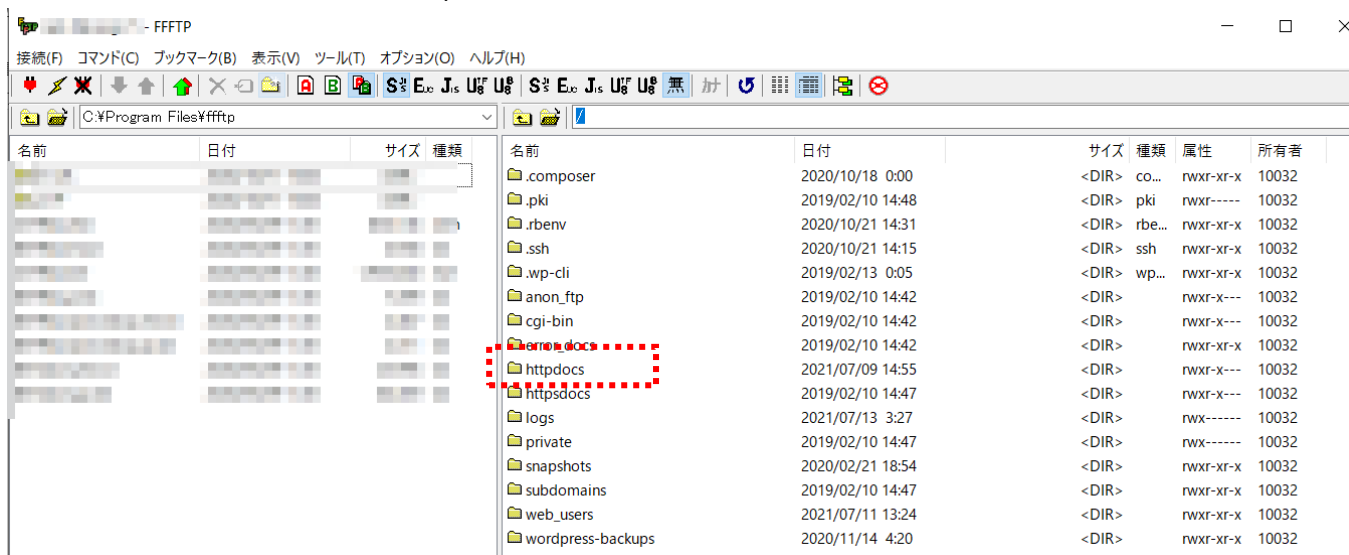 - FFFTP
接続(F) コマンド(C) ブックマーク(B) 表示(V) ツール(T) オプション(O) ヘルプ(H)
A B S E J U U S E J U U 無 ｶﾅ
C:¥Program Files¥ffftp /
名前 日付 サイズ 種類 名前 日付 サイズ 種類 属性 所有者
.composer 2020/10/18 0:00 <DIR> co... rwxr-xr-x 10032
.pki 2019/02/10 14:48 <DIR> pki rwxr----- 10032
.rbenv 2020/10/21 14:31 <DIR> rbe... rwxr-xr-x 10032
.ssh 2020/10/21 14:15 <DIR> ssh rwxr-xr-x 10032
.wp-cli 2019/02/13 0:05 <DIR> wp... rwxr-xr-x 10032
anon_ftp 2019/02/10 14:42 <DIR> rwxr-x--- 10032
cgi-bin 2019/02/10 14:42 <DIR> rwxr-x--- 10032
error_docs 2019/02/10 14:42 <DIR> rwxr-x--- 10032
httpdocs 2021/07/09 14:55 <DIR> rwxr-x--- 10032
httpsdocs 2019/02/10 14:47 <DIR> rwxr-x--- 10032
logs 2021/07/13 3:27 <DIR> rwx------ 10032
private 2019/02/10 14:47 <DIR> rwx------ 10032
snapshots 2020/02/21 18:54 <DIR> rwxr-xr-x 10032
subdomains 2019/02/10 14:47 <DIR> rwxr-xr-x 10032
web_users 2021/07/11 13:24 <DIR> rwxr-xr-x 10032
wordpress-backups 2020/11/14 4:20 <DIR> rwxr-xr-x 10032